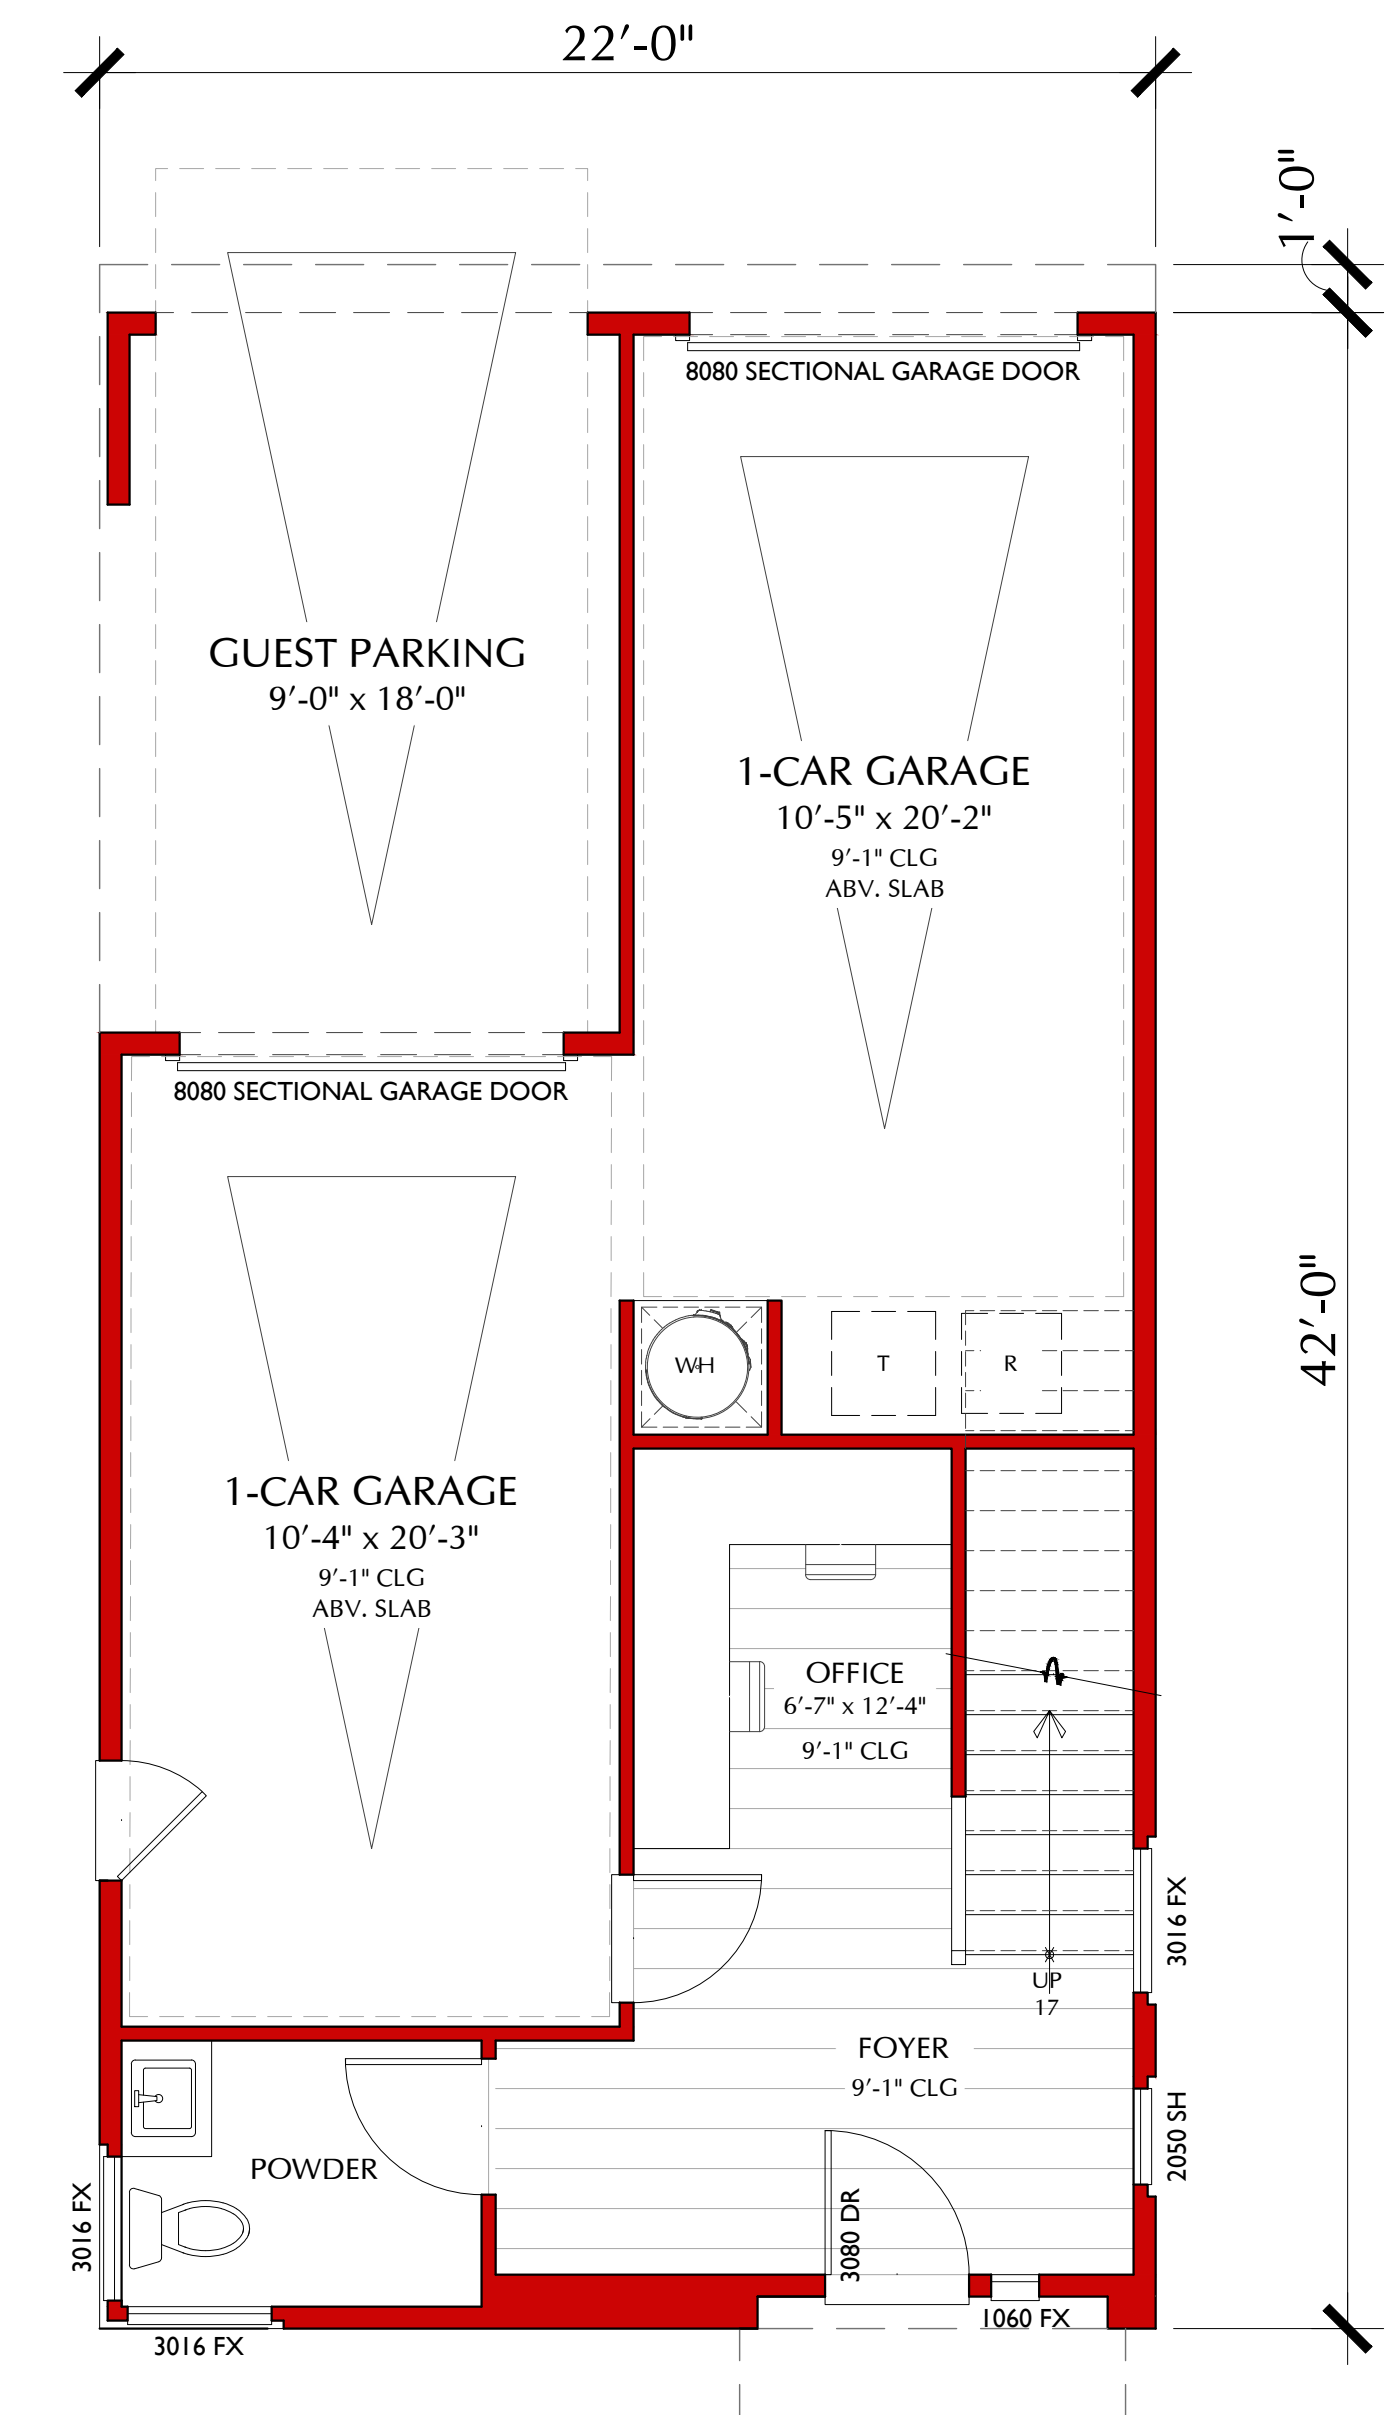 22'-0"
1'-0"
8080 SECTIONAL GARAGE DOOR
GUEST PARKING
9'-0" x 18'-0"
1-CAR GARAGE
10'-5" x 20'-2"
9'-1" CLG
ABV. SLAB
8080 SECTIONAL GARAGE DOOR
42'-0"
WH
T
R
1-CAR GARAGE
10'-4" x 20'-3"
9'-1" CLG
ABV. SLAB
OFFICE
6'-7" x 12'-4"
9'-1" CLG
3016 FX
UP
17
FOYER
9'-1" CLG
2050 SH
POWDER
3016 FX
3080 DR
1060 FX
3016 FX